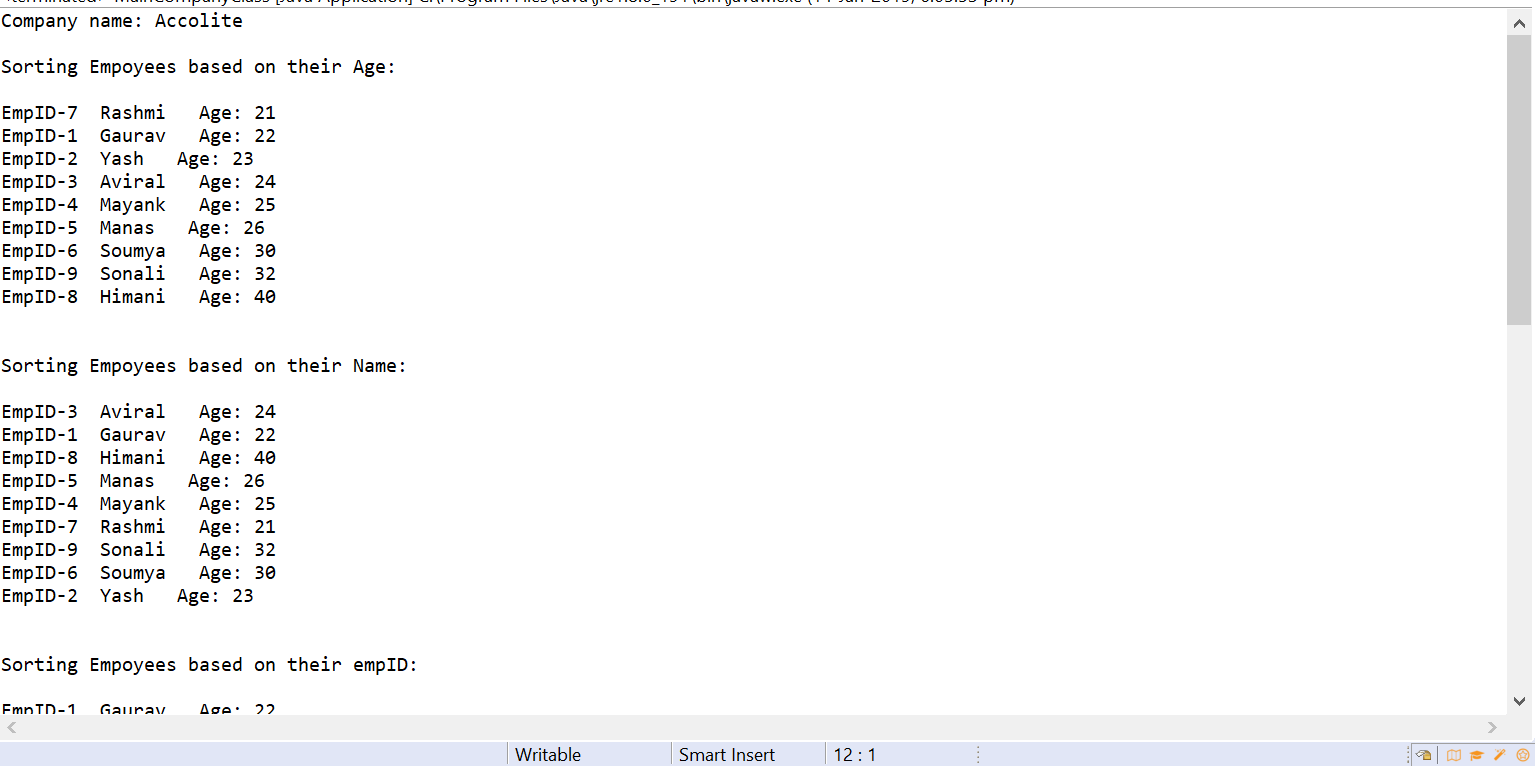 Company name: Accolite
Sorting Empoyees based on their Age:
EmpID-7  Rashmi   Age: 21
EmpID-1  Gaurav   Age: 22
EmpID-2  Yash   Age: 23
EmpID-3  Aviral   Age: 24
EmpID-4  Mayank   Age: 25
EmpID-5  Manas   Age: 26
EmpID-6  Soumya   Age: 30
EmpID-9  Sonali   Age: 32
EmpID-8  Himani   Age: 40
Sorting Empoyees based on their Name:
EmpID-3  Aviral   Age: 24
EmpID-1  Gaurav   Age: 22
EmpID-8  Himani   Age: 40
EmpID-5  Manas   Age: 26
EmpID-4  Mayank   Age: 25
EmpID-7  Rashmi   Age: 21
EmpID-9  Sonali   Age: 32
EmpID-6  Soumya   Age: 30
EmpID-2  Yash   Age: 23
Sorting Empoyees based on their empID:
EmpID-1  Gaurav   Age: 22
Writable Smart Insert 12 : 1